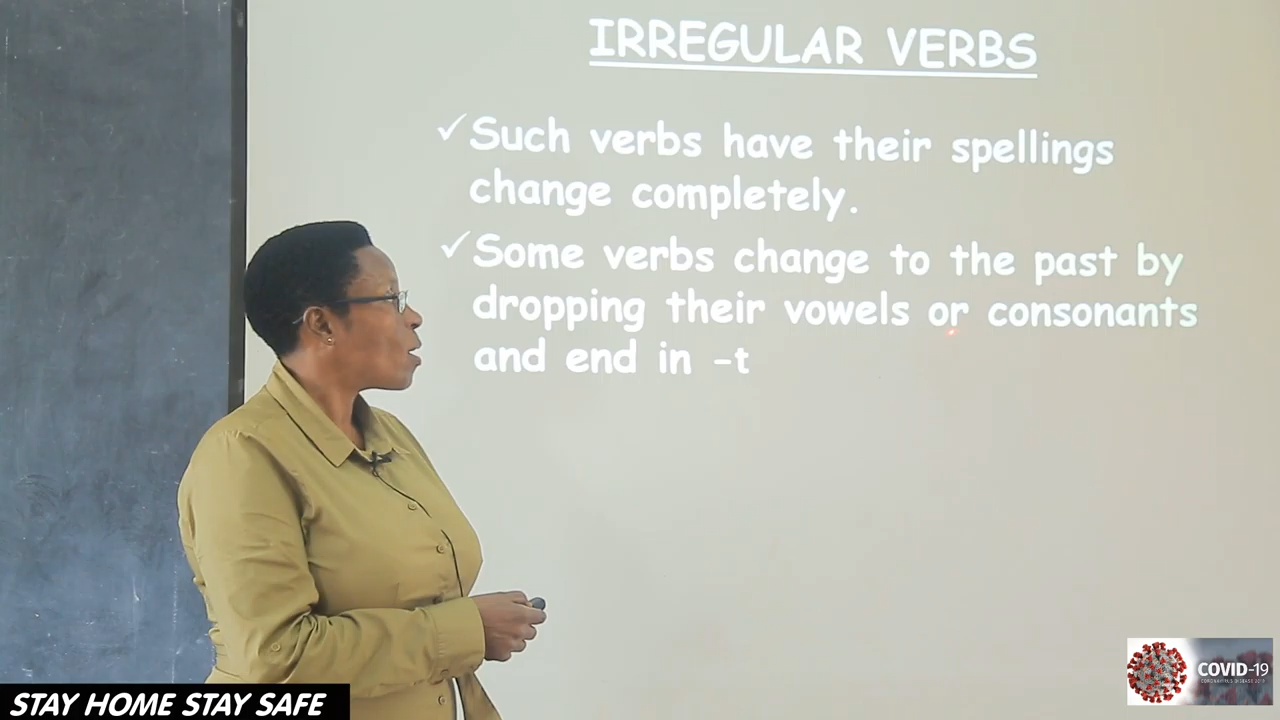 IRREGULAR VERBS
✓Such verbs have their spellings
change completely.
✓Some verbs change to the past by
dropping their vowels or consonants
and end in –t
COVID-19
CORONAVIRUS DISEASE 2019
STAY HOME STAY SAFE